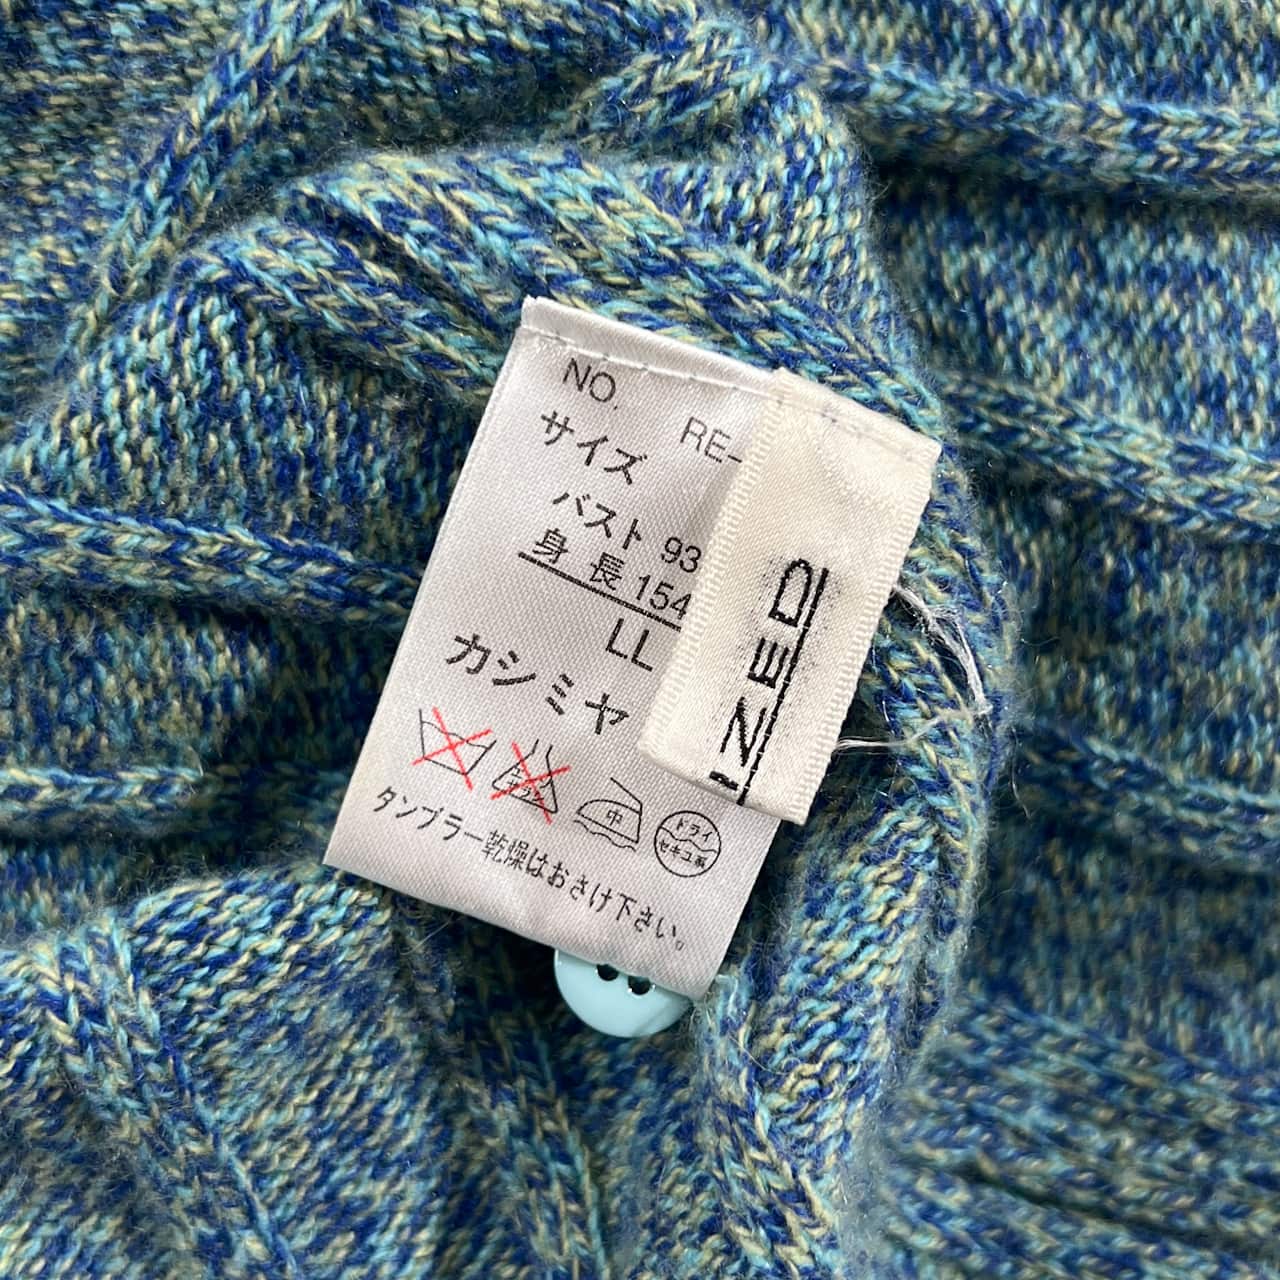 NO.
RE-
サイズ
バスト 93
身長 154
LL
カシミヤ
中
ドライ
セキユ系
タンブラー乾燥はおさけ下さい。
ZED